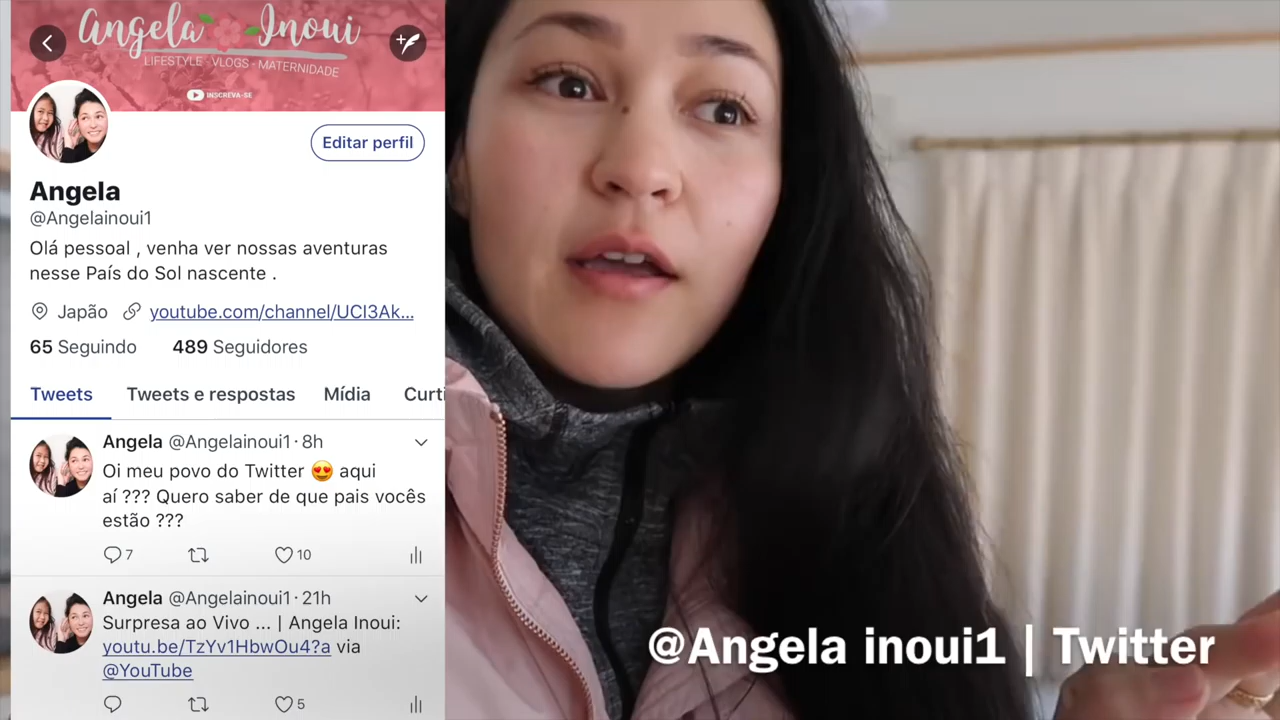 Angela Inoui
LIFESTYLE · VLOGS · MATERNIDADE
INSCREVA-SE
Editar perfil
Angela
@Angelainoui1
Olá pessoal , venha ver nossas aventuras
nesse País do Sol nascente .
Japão youtube.com/channel/UCI3Ak...
65 Seguindo 489 Seguidores
Tweets Tweets e respostas Mídia Curti
Angela @Angelainoui1 · 8h
Oi meu povo do Twitter 😍 aqui
aí ??? Quero saber de que pais vocês
estão ???
7 10
Angela @Angelainoui1 · 21h
Surpresa ao Vivo ... | Angela Inoui:
youtu.be/TzYv1HbwOu4?a via
@YouTube
5
@Angela inoui1 | Twitter